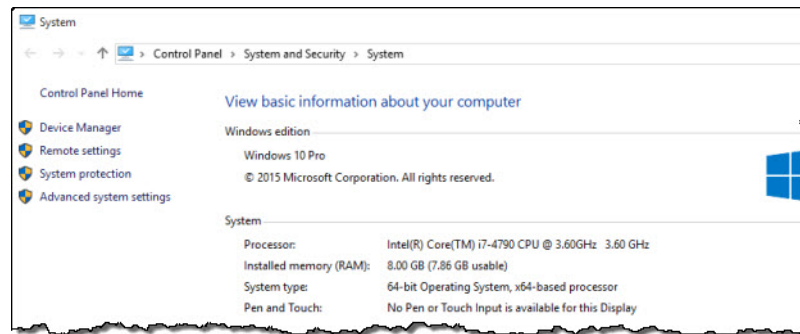 System
Control Panel > System and Security > System
Control Panel Home
Device Manager
Remote settings
System protection
Advanced system settings
View basic information about your computer
Windows edition
Windows 10 Pro
© 2015 Microsoft Corporation. All rights reserved.
System
Processor: Intel(R) Core(TM) i7-4790 CPU @ 3.60GHz 3.60 GHz
Installed memory (RAM): 8.00 GB (7.86 GB usable)
System type: 64-bit Operating System, x64-based processor
Pen and Touch: No Pen or Touch Input is available for this Display